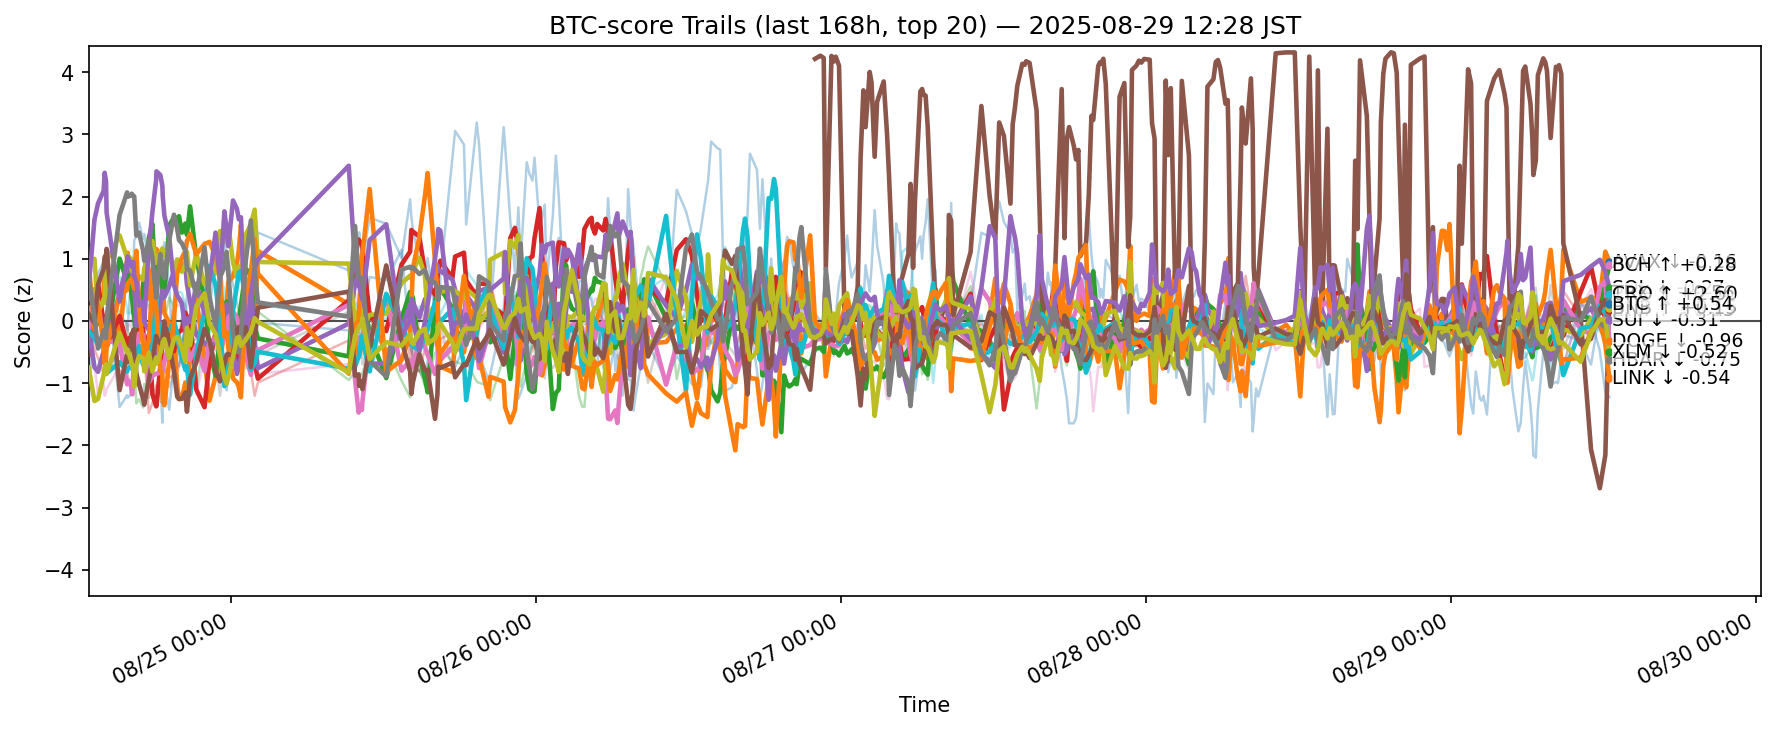 BTC-score Trails (last 168h, top 20) — 2025-08-29 12:28 JST
Score (z)
4
3
2
1
0
−1
−2
−3
−4
BCH ↑ +0.28
BTC ↑ +0.54
SUI ↓ -0.31
DOGE ↓ -0.96
XLM
HBAR
LINK ↓ -0.54
08/25 00:00
08/26 00:00
08/27 00:00
08/28 00:00
08/29 00:00
08/30 00:00
Time